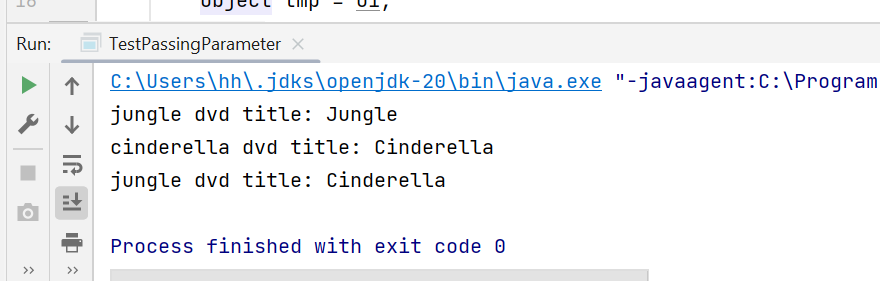 16 object tmp = o1;
Run: TestPassingParameter
C:\Users\hh\.jdks\openjdk-20\bin\java.exe "-javaagent:C:\Program
jungle dvd title: Jungle
cinderella dvd title: Cinderella
jungle dvd title: Cinderella
Process finished with exit code 0